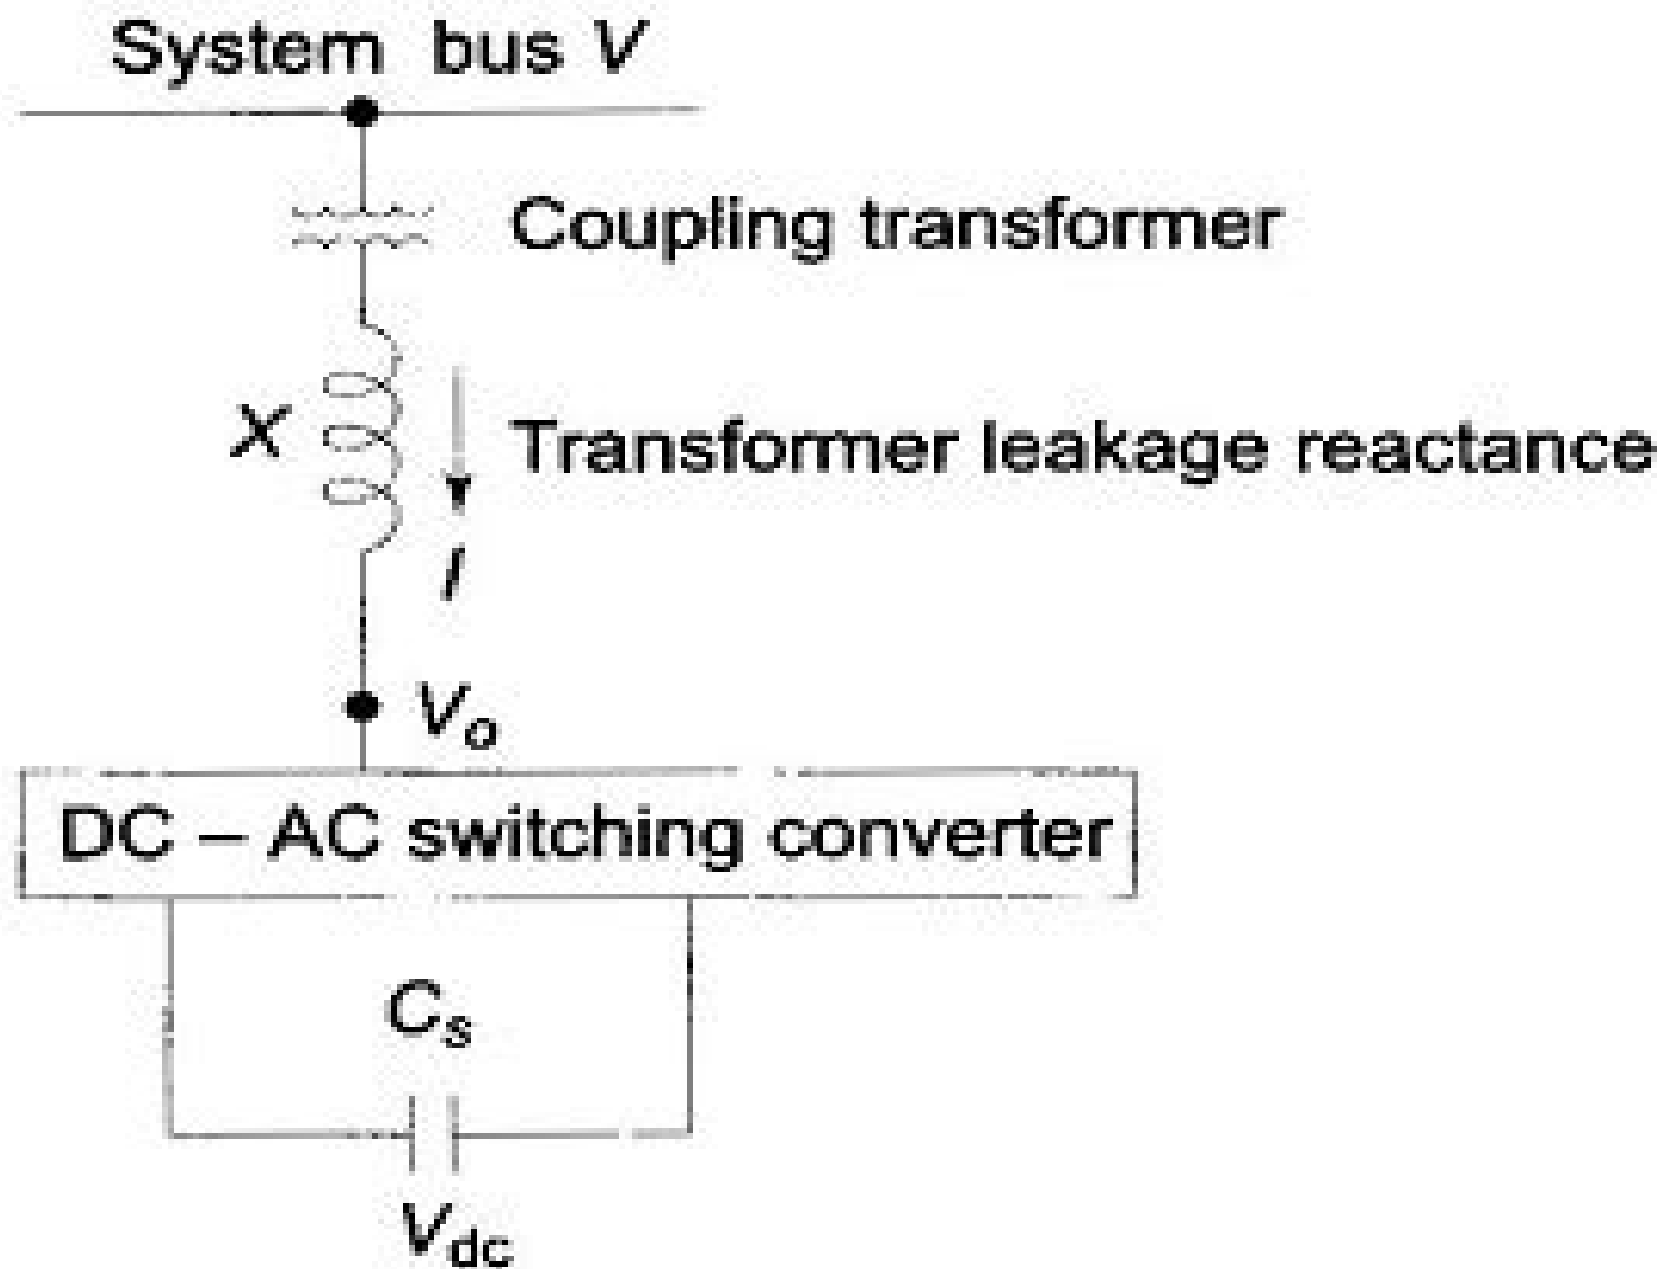 System bus V
Coupling transformer
X
Transformer leakage reactance
I
Vo
DC – AC switching converter
Cs
Vdc